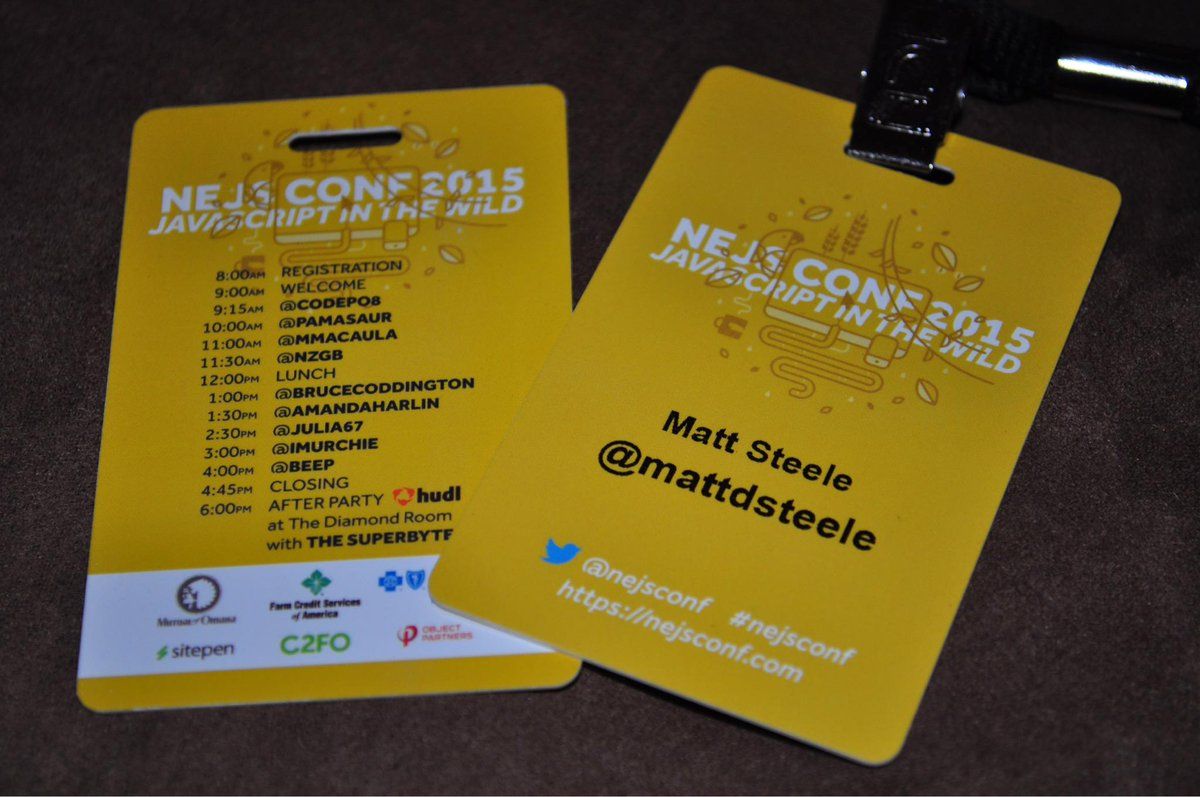 NEJS CONF 2015
JAVASCRIPT IN THE WILD
8:00AM REGISTRATION
9:00AM WELCOME
9:15AM @CODEPO8
10:00AM @PAMASAUR
11:00AM @MMACAULA
11:30AM @NZGB
12:00PM LUNCH
1:00PM @BRUCECODDINGTON
1:30PM @AMANDAHARLIN
2:30PM @JULIA67
3:00PM @IMURCHIE
4:00PM @BEEP
4:45PM CLOSING
6:00PM AFTER PARTY hudl
at The Diamond Room
with THE SUPERBYTE
Mutual of Omaha
Farm Credit Services
of America
sitepen
C2FO
OBJECT
PARTNERS
NEJS CONF 2015
JAVASCRIPT IN THE WILD
Matt Steele
@mattdsteele
@nejsconf #nejsconf
https://nejsconf.com